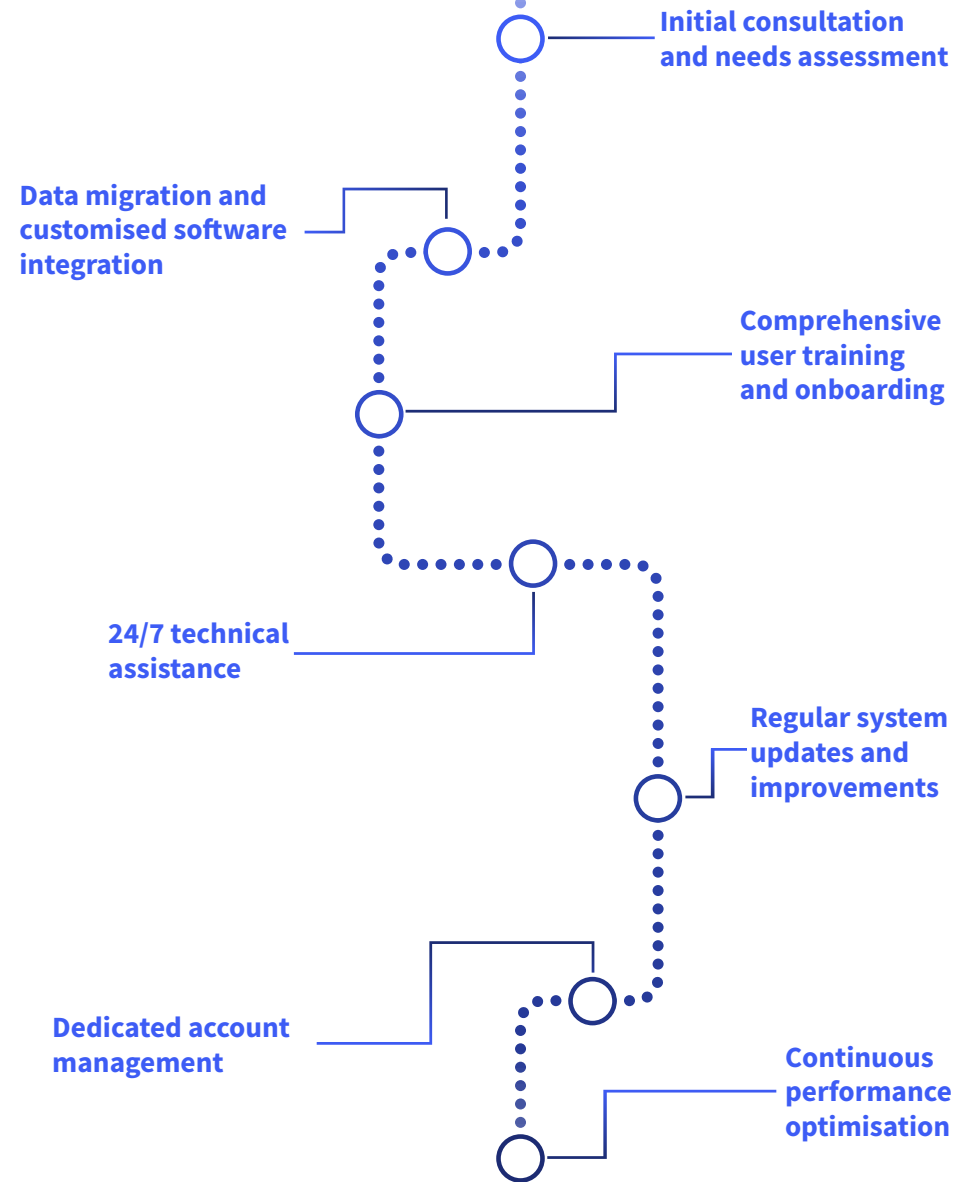 Initial consultation
and needs assessment
Data migration and
customised software
integration
Comprehensive
user training
and onboarding
24/7 technical
assistance
Regular system
updates and
improvements
Dedicated account
management
Continuous
performance
optimisation